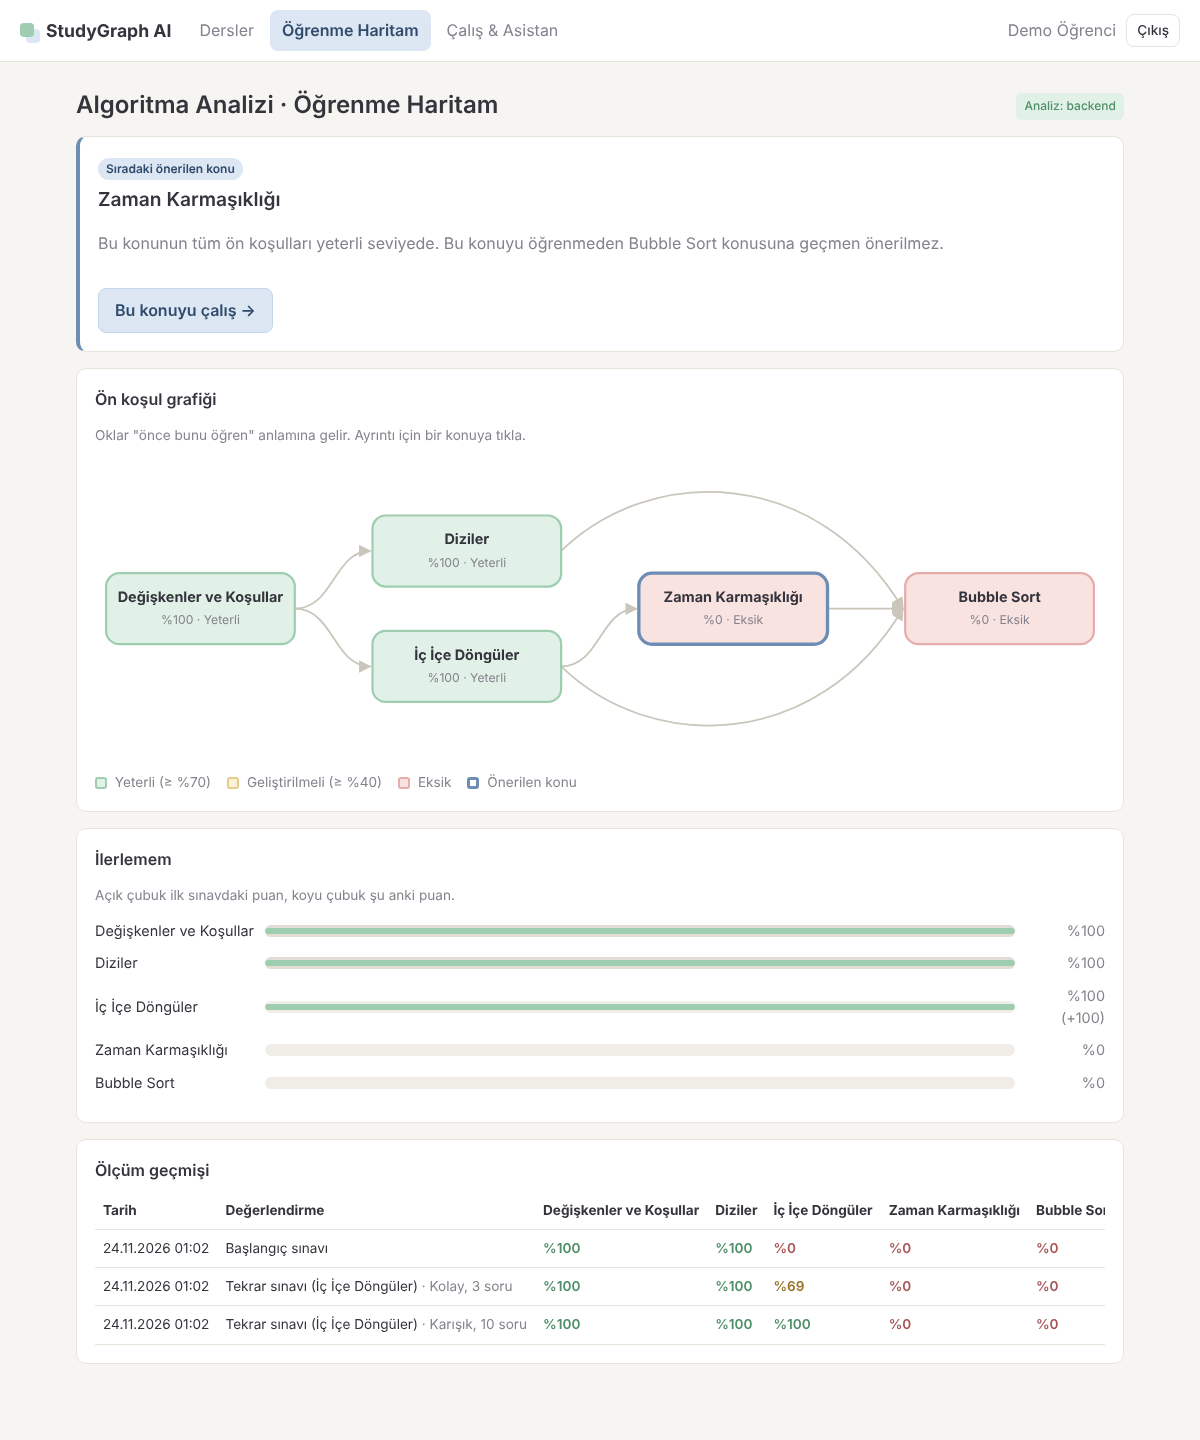 StudyGraph AI
Dersler
Öğrenme Haritam
Çalış & Asistan
Demo Öğrenci
Çıkış
Algoritma Analizi · Öğrenme Haritam
Analiz: backend
Sıradaki önerilen konu
Zaman Karmaşıklığı
Bu konunun tüm ön koşulları yeterli seviyede. Bu konuyu öğrenmeden Bubble Sort konusuna geçmen önerilmez.
Bu konuyu çalış →
Ön koşul grafiği
Oklar "önce bunu öğren" anlamına gelir. Ayrıntı için bir konuya tıkla.
Değişkenler ve Koşullar
%100 · Yeterli
Diziler
%100 · Yeterli
İç İçe Döngüler
%100 · Yeterli
Zaman Karmaşıklığı
%0 · Eksik
Bubble Sort
%0 · Eksik
Yeterli (≥ %70)
Geliştirilmeli (≥ %40)
Eksik
Önerilen konu
İlerlemem
Açık çubuk ilk sınavdaki puan, koyu çubuk şu anki puan.
Değişkenler ve Koşullar %100
Diziler %100
İç İçe Döngüler %100
(+100)
Zaman Karmaşıklığı %0
Bubble Sort %0
Ölçüm geçmişi
Tarih Değerlendirme Değişkenler ve Koşullar Diziler İç İçe Döngüler Zaman Karmaşıklığı Bubble Sor
24.11.2026 01:02 Başlangıç sınavı %100 %100 %0 %0 %0
24.11.2026 01:02 Tekrar sınavı (İç İçe Döngüler) · Kolay, 3 soru %100 %100 %69 %0 %0
24.11.2026 01:02 Tekrar sınavı (İç İçe Döngüler) · Karışık, 10 soru %100 %100 %100 %0 %0